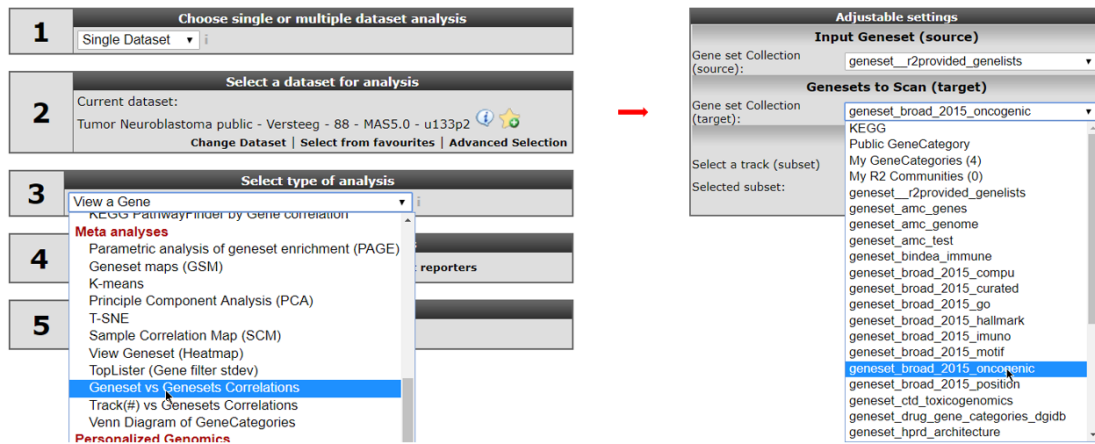 1
Choose single or multiple dataset analysis
Single Dataset
2
Select a dataset for analysis
Current dataset:
Tumor Neuroblastoma public - Versteeg - 88 - MAS5.0 - u133p2
Change Dataset | Select from favourites | Advanced Selection
3
Select type of analysis
View a Gene
KEGG PathwayFinder by Gene correlation
Meta analyses
Parametric analysis of geneset enrichment (PAGE)
Geneset maps (GSM)
K-means
Principle Component Analysis (PCA)
T-SNE
Sample Correlation Map (SCM)
View Geneset (Heatmap)
TopLister (Gene filter stdev)
Geneset vs Genesets Correlations
Track(#) vs Genesets Correlations
Venn Diagram of GeneCategories
Personalized Genomics
4
reporters
5
Adjustable settings
Input Geneset (source)
Gene set Collection
(source):
geneset__r2provided_genelists
Genesets to Scan (target)
Gene set Collection
(target):
geneset_broad_2015_oncogenic
Select a track (subset)
Selected subset:
KEGG
Public GeneCategory
My GeneCategories (4)
My R2 Communities (0)
geneset__r2provided_genelists
geneset_amc_genes
geneset_amc_genome
geneset_amc_test
geneset_bindea_immune
geneset_broad_2015_compu
geneset_broad_2015_curated
geneset_broad_2015_go
geneset_broad_2015_hallmark
geneset_broad_2015_imuno
geneset_broad_2015_motif
geneset_broad_2015_oncogenic
geneset_broad_2015_position
geneset_ctd_toxicogenomics
geneset_drug_gene_categories_dgidb
geneset_hprd_architecture